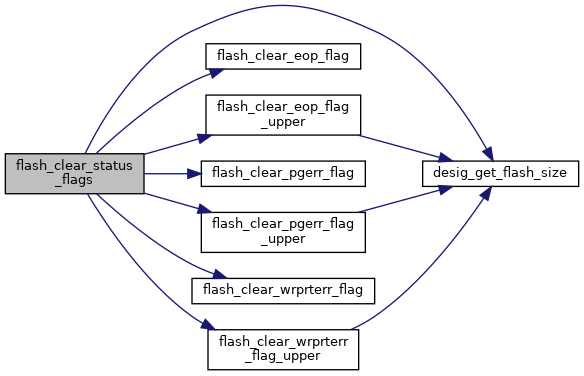 flash_clear_status
_flags
flash_clear_eop_flag
flash_clear_eop_flag
_upper
flash_clear_pgerr_flag
flash_clear_pgerr_flag
_upper
flash_clear_wrprterr_flag
flash_clear_wrprterr
_flag_upper
desig_get_flash_size